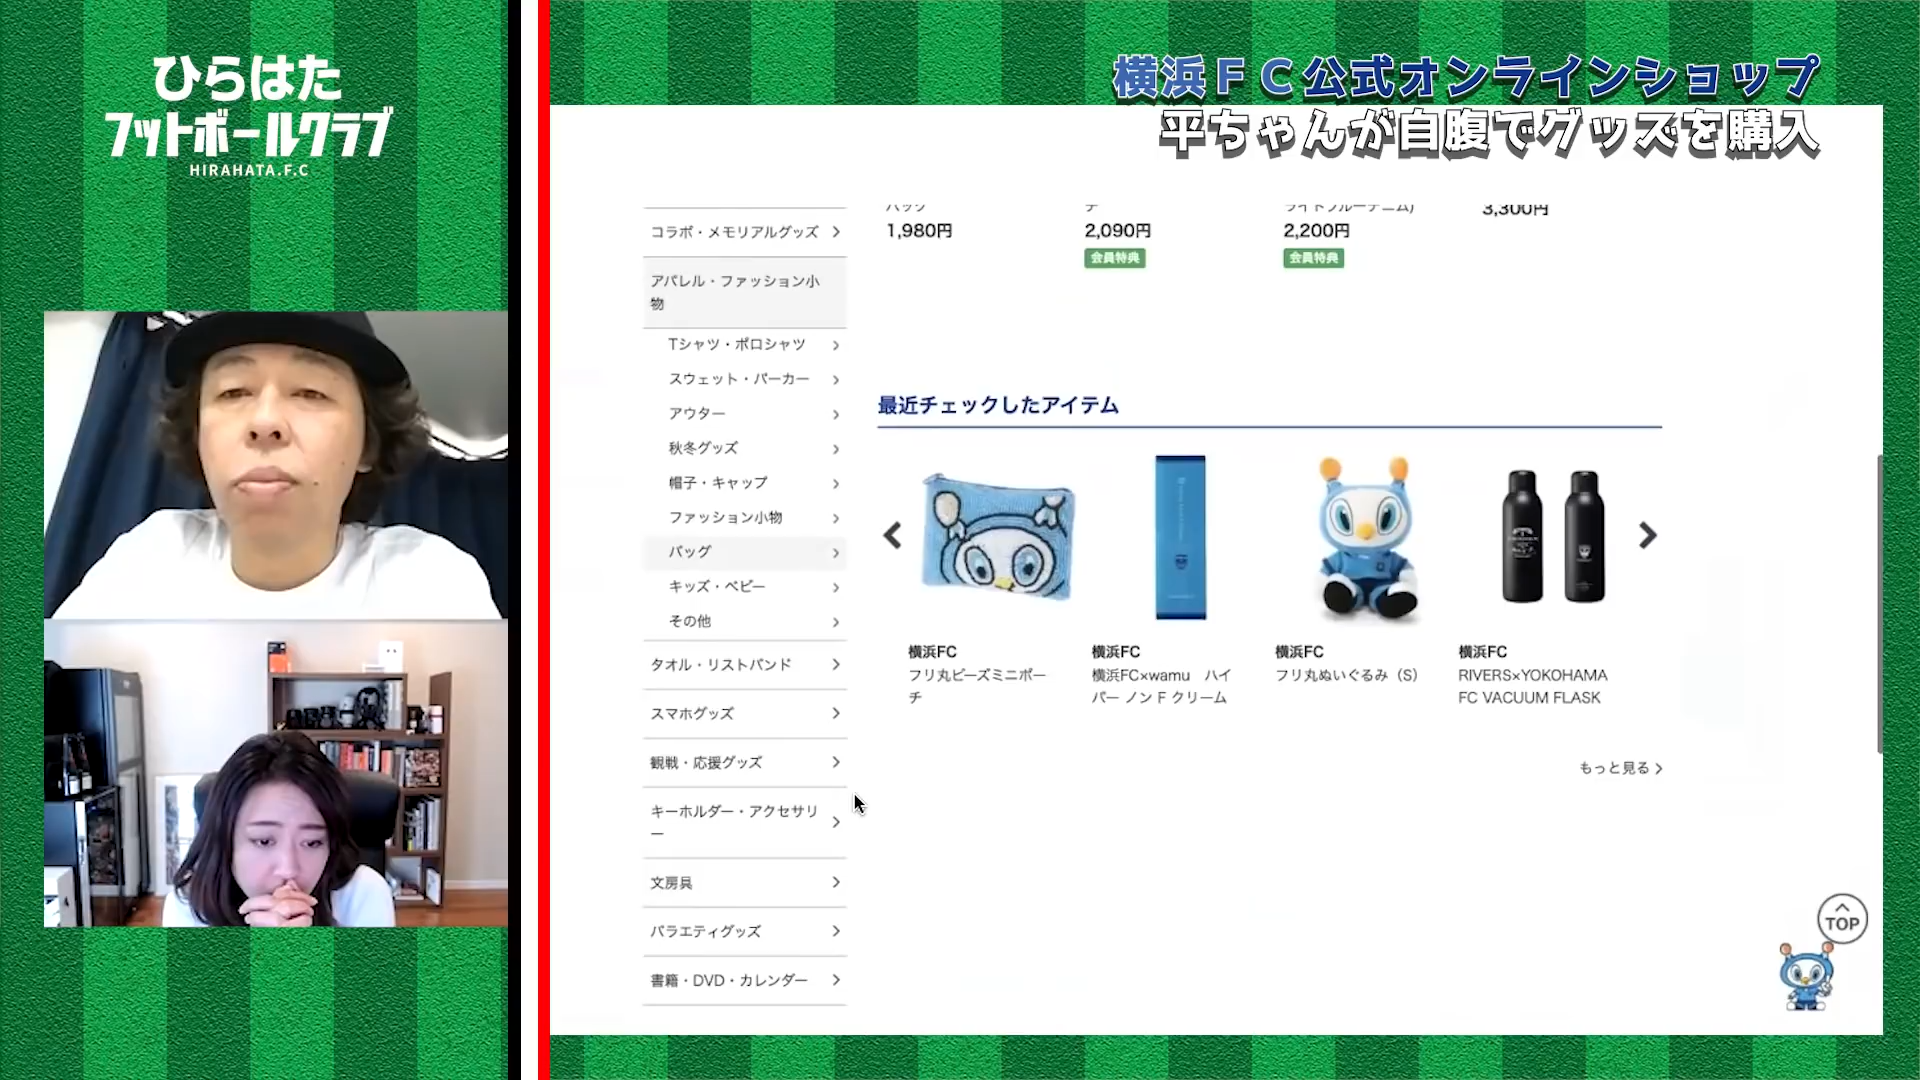 ひらはた
フットボールクラブ
HIRAHATA.F.C
横浜FC公式オンラインショップ
平ちゃんが自腹でグッズを購入
コラボ・メモリアルグッズ
アパレル・ファッション小
物
Tシャツ・ポロシャツ
スウェット・パーカー
アウター
秋冬グッズ
帽子・キャップ
ファッション小物
バッグ
キッズ・ベビー
その他
タオル・リストバンド
スマホグッズ
観戦・応援グッズ
キーホルダー・アクセサリ
ー
文房具
バラエティグッズ
書籍・DVD・カレンダー
バッグ
1,980円
チ
2,090円
会員特典
ライトブルーデニム)
2,200円
会員特典
3,300円
最近チェックしたアイテム
横浜FC
フリ丸ビーズミニポー
チ
横浜FC
横浜FC×wamu ハイ
パー ノン F クリーム
横浜FC
フリ丸ぬいぐるみ（S）
横浜FC
RIVERS×YOKOHAMA
FC VACUUM FLASK
もっと見る
TOP